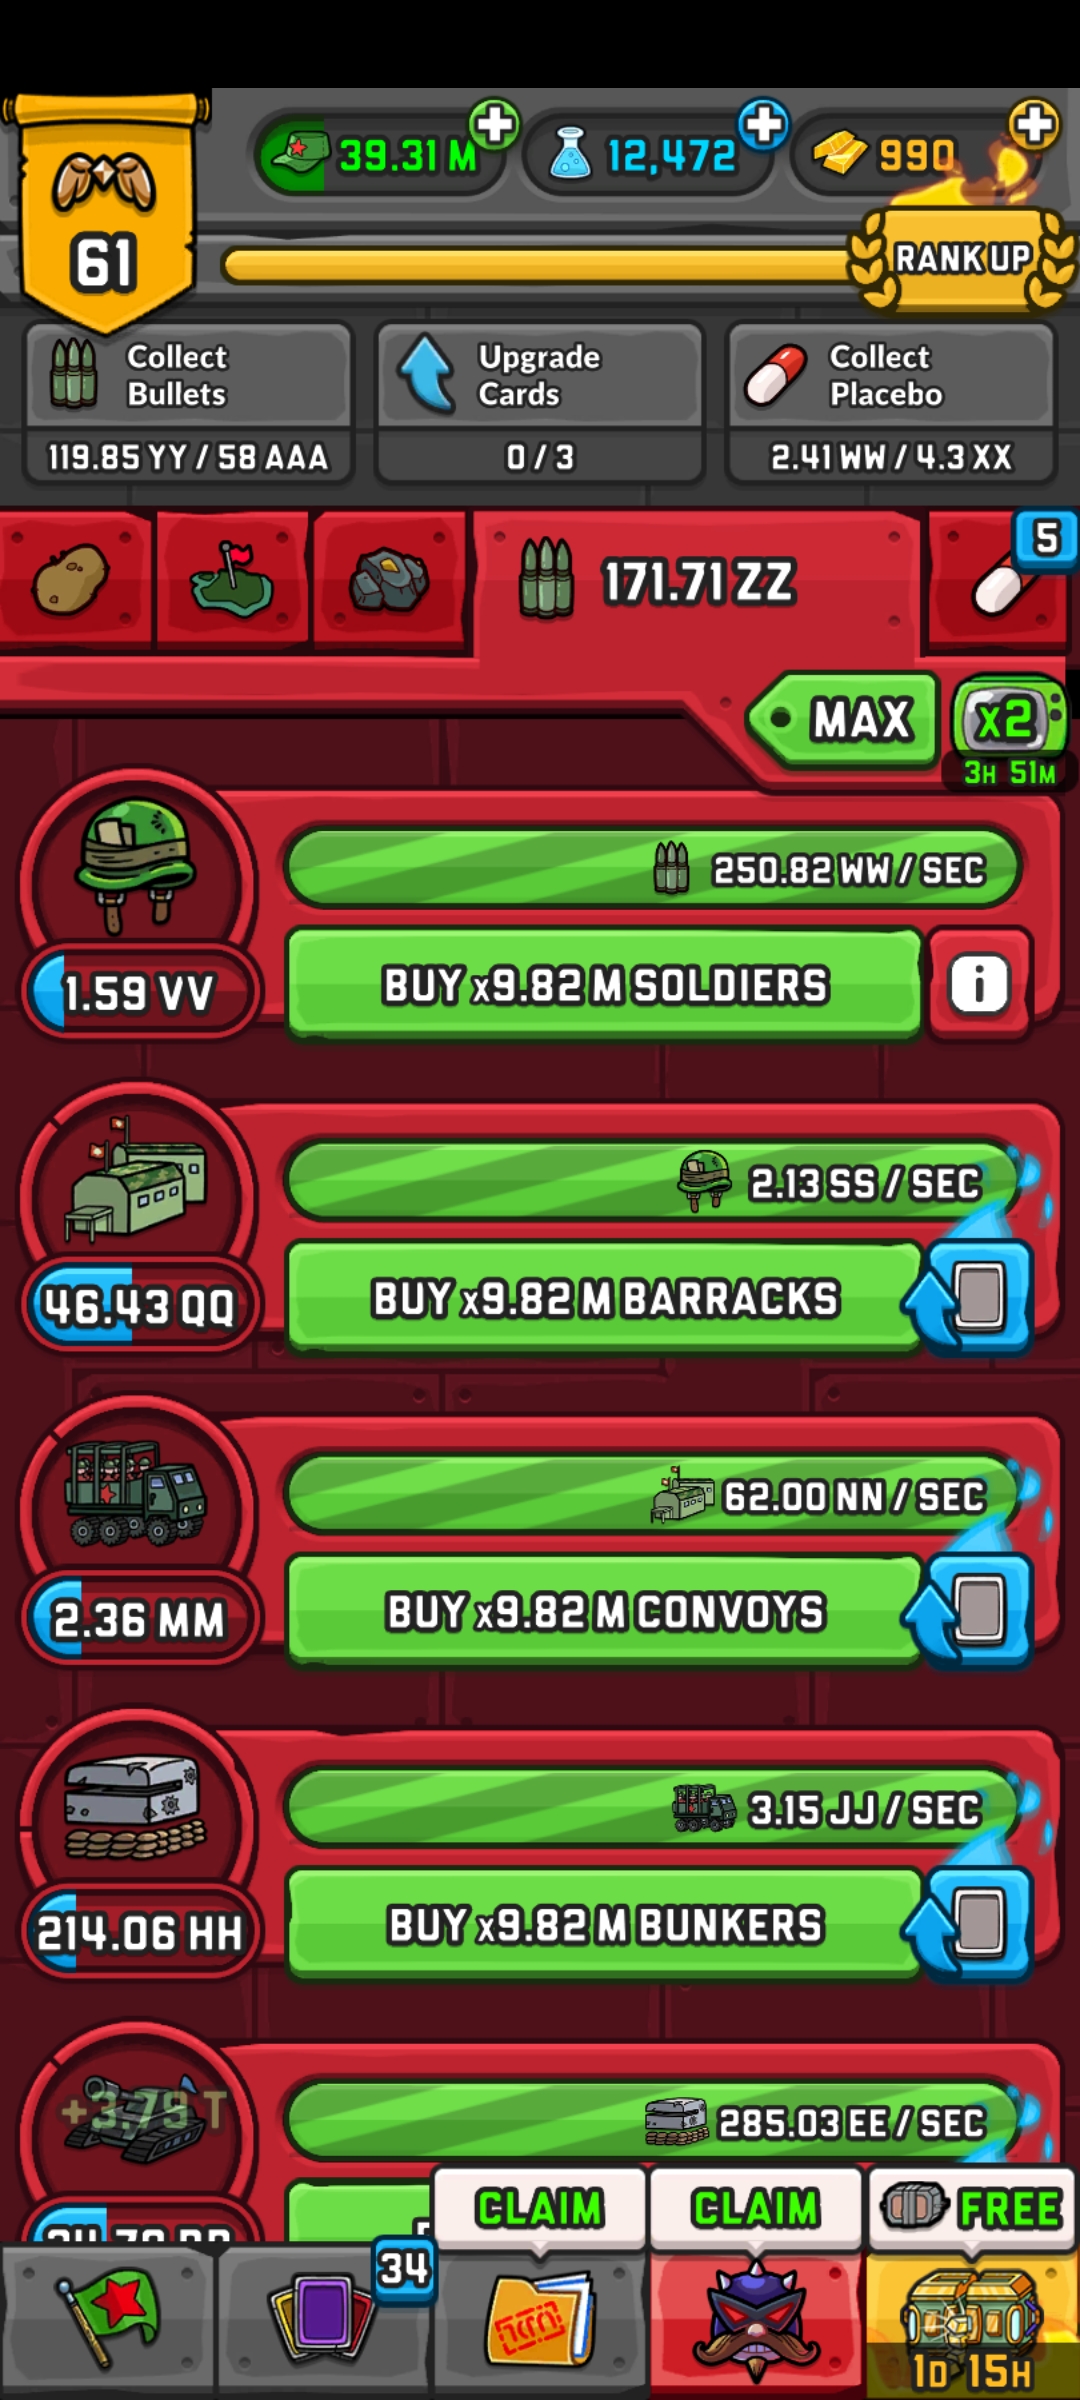 39.31 M
12,472
990
61
RANK UP
Collect
Bullets
119.85 YY / 58 AAA
Upgrade
Cards
0 / 3
Collect
Placebo
2.41 WW / 4.3 XX
171.71 ZZ
5
MAX
x2
3H 51M
250.82 WW / SEC
1.59 VV
BUY x9.82 M SOLDIERS
i
2.13 SS / SEC
46.43 QQ
BUY x9.82 M BARRACKS
62.00 NN / SEC
2.36 MM
BUY x9.82 M CONVOYS
3.15 JJ / SEC
214.06 HH
BUY x9.82 M BUNKERS
+3.79 T
285.03 EE / SEC
CLAIM
CLAIM
FREE
34
1D 15H